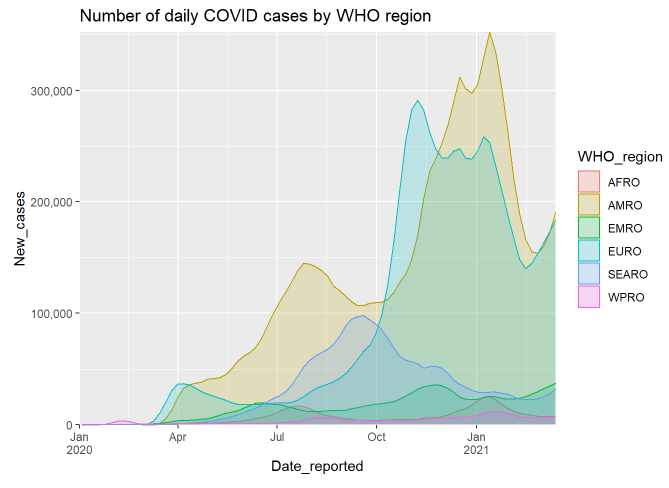 Number of daily COVID cases by WHO region
New_cases
300,000
200,000
100,000
0
Jan
2020
Apr
Jul
Oct
Jan
2021
Date_reported
WHO_region
AFRO
AMRO
EMRO
EURO
SEARO
WPRO